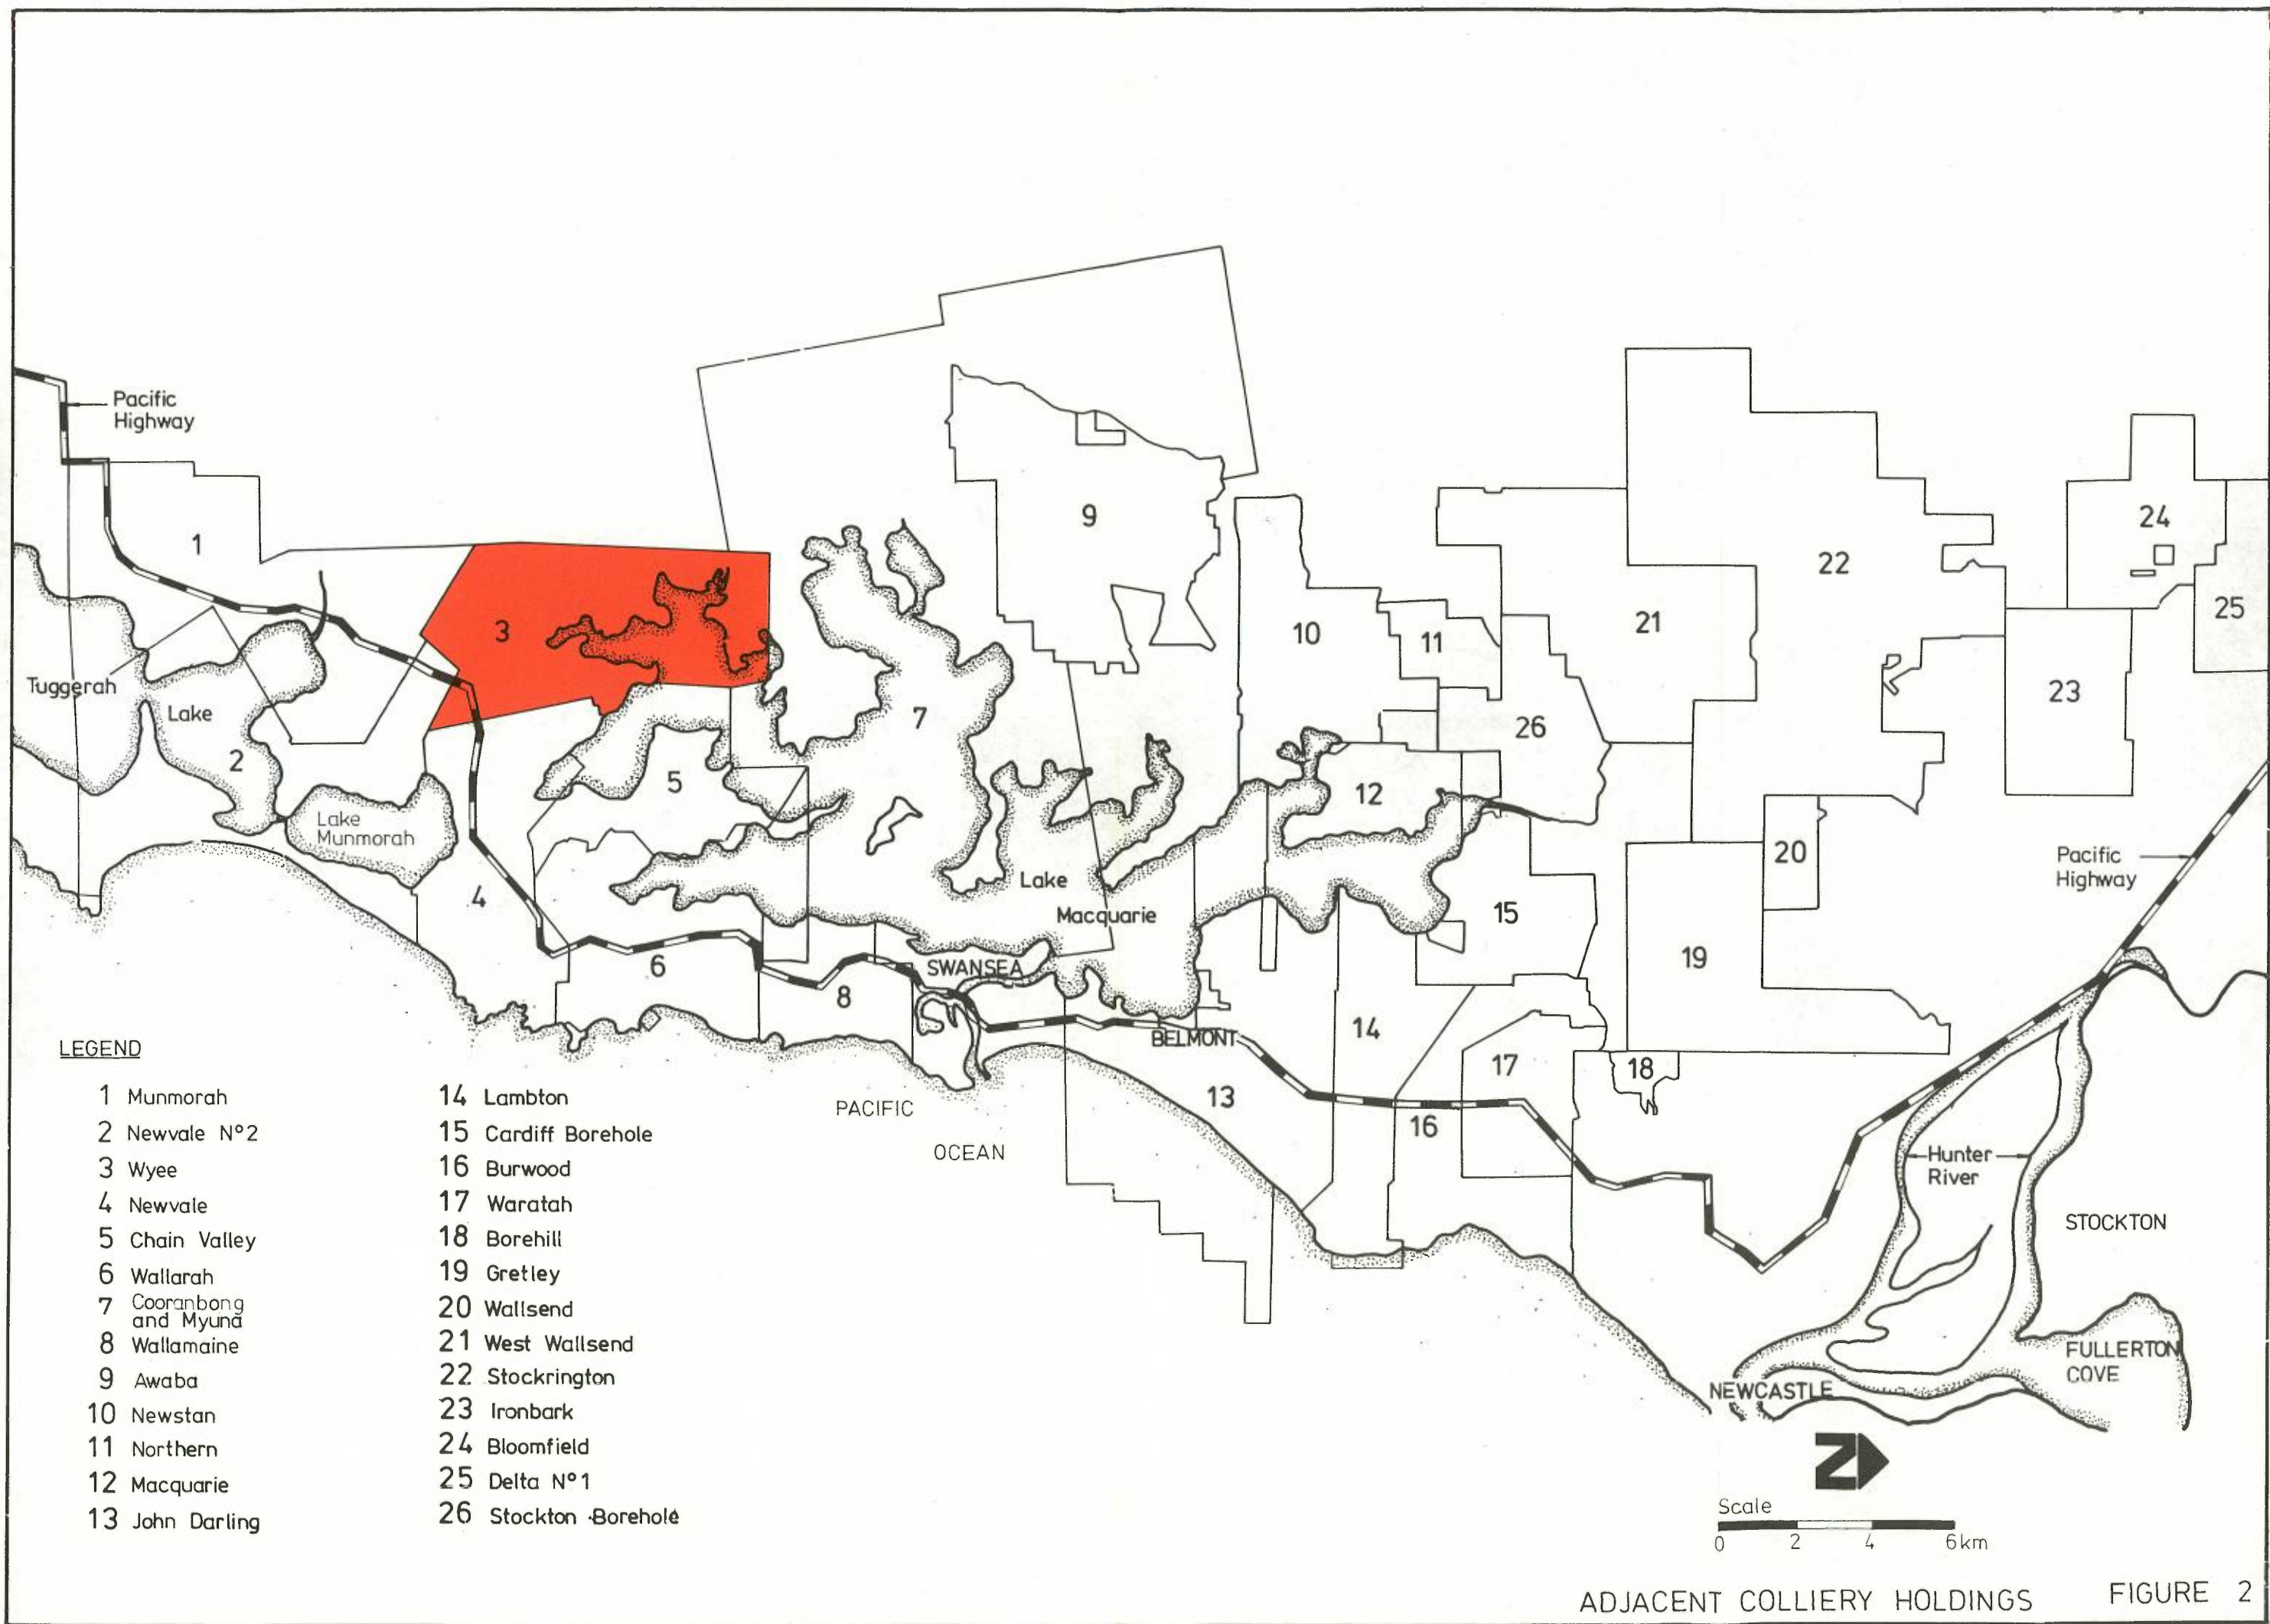 Pacific
Highway
1
3
9
10
11
21
22
24
25
23
26
Tuggerah
Lake
2
7
5
12
Lake
Munmorah
4
Lake
Macquarie
15
20
19
Pacific
Highway
6
SWANSEA
8
BELMONT
14
17
18
13
16
PACIFIC
OCEAN
Hunter
River
STOCKTON
FULLERTON
COVE
NEWCASTLE
LEGEND
1 Munmorah
2 Newvale Nº2
3 Wyee
4 Newvale
5 Chain Valley
6 Wallarah
7 Cooranbong
and Myuna
8 Wallamaine
9 Awaba
10 Newstan
11 Northern
12 Macquarie
13 John Darling
14 Lambton
15 Cardiff Borehole
16 Burwood
17 Waratah
18 Borehill
19 Gretley
20 Wallsend
21 West Wallsend
22 Stockrington
23 Ironbark
24 Bloomfield
25 Delta Nº1
26 Stockton Borehole
N
Scale
0 2 4 6km
ADJACENT COLLIERY HOLDINGS FIGURE 2